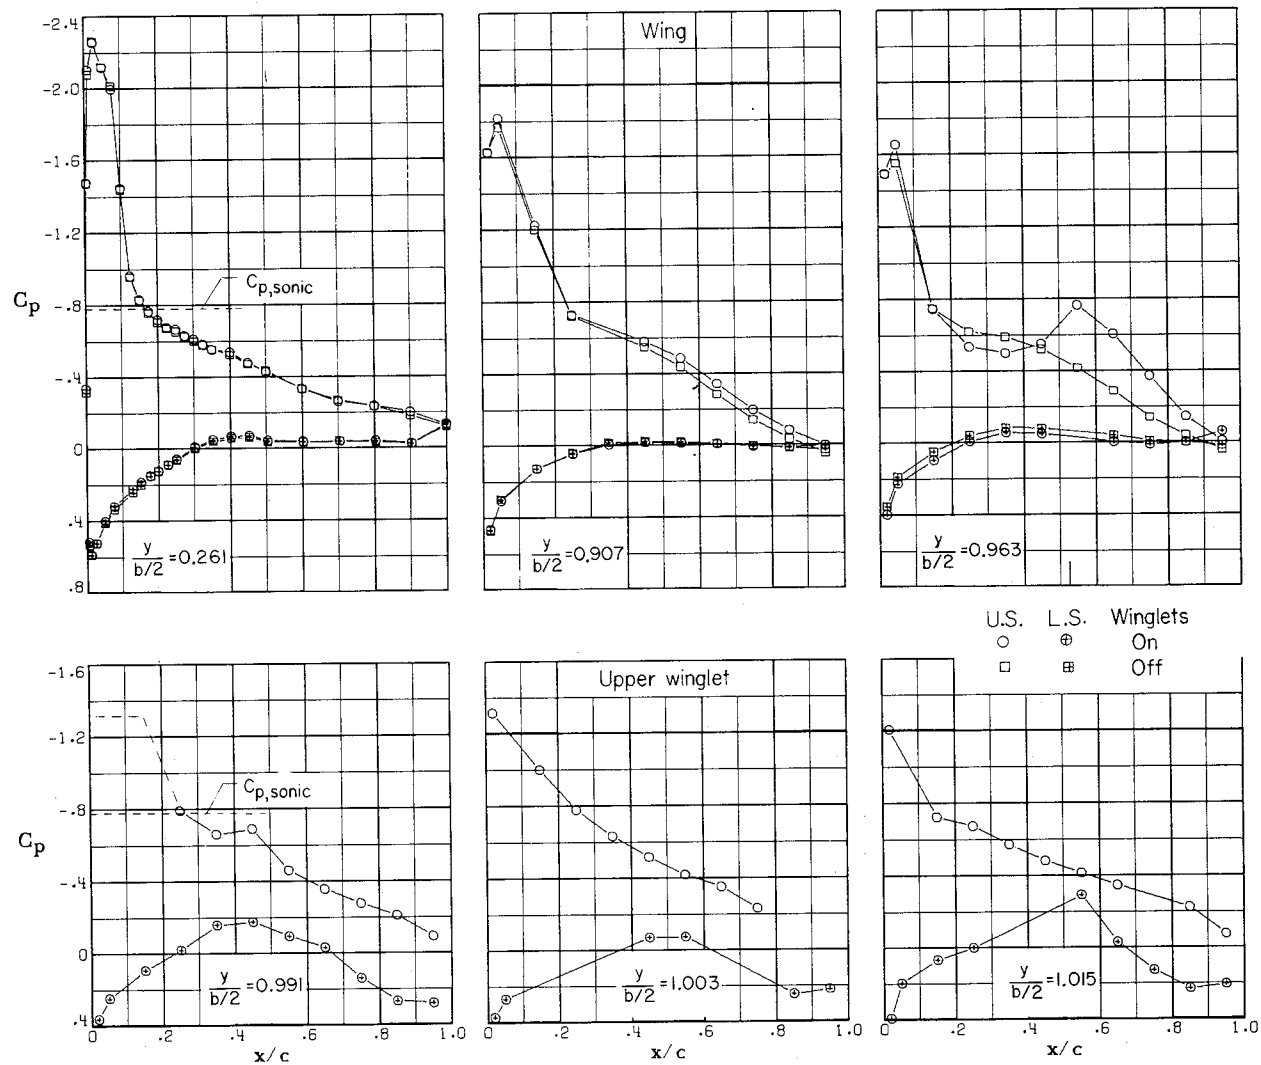 Wing
-2.4
-2.0
-1.6
-1.2
-.8
-.4
0
.4
.8
Cp
Cp,sonic
y/b/2 = 0.261
y/b/2 = 0.907
y/b/2 = 0.963
U.S. L.S. Winglets
On
Off
Upper winglet
-1.6
-1.2
-.8
-.4
0
.4
Cp
Cp,sonic
y/b/2 = 0.991
y/b/2 = 1.003
y/b/2 = 1.015
0 .2 .4 .6 .8 1.0
0 .2 .4 .6 .8 1.0
0 .2 .4 .6 .8 1.0
x/c
x/c
x/c